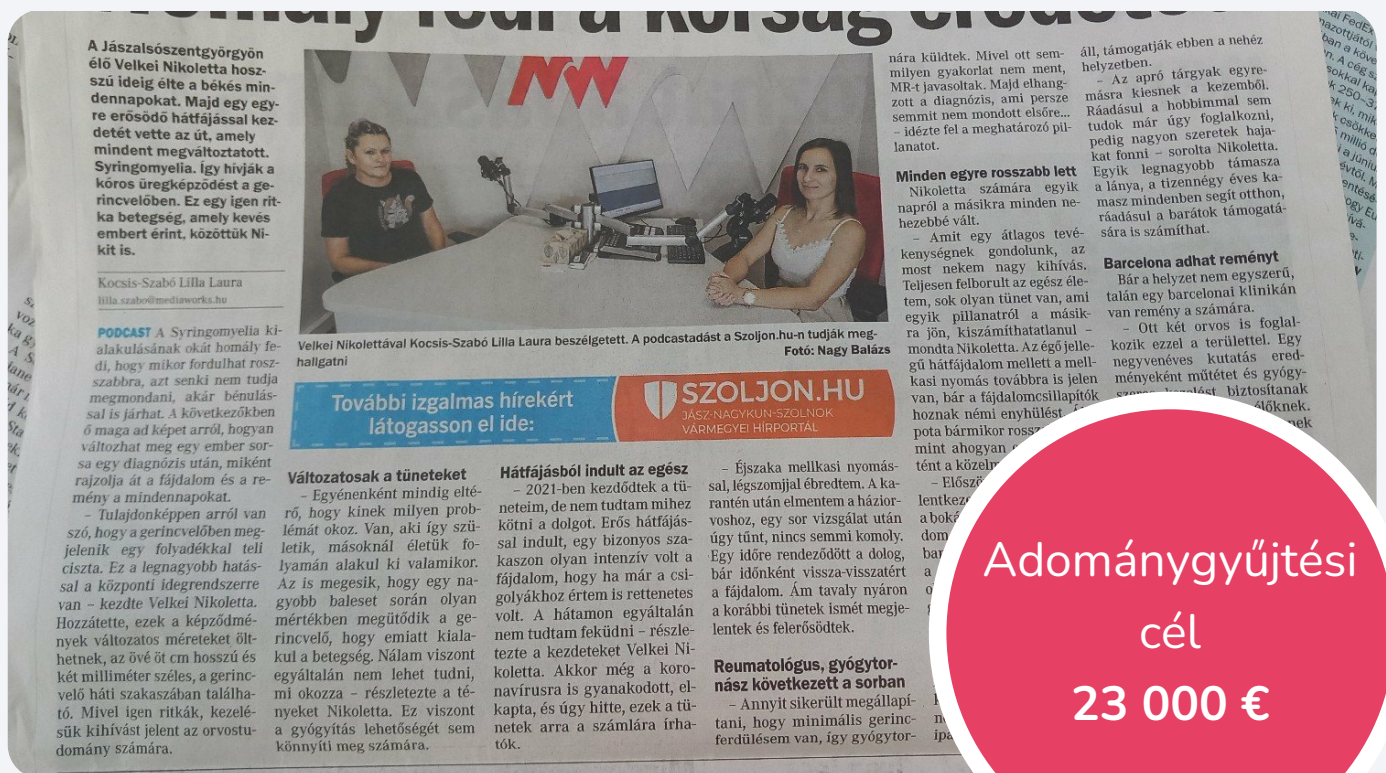 Homály fedi a kórság eredetét
A Jászalsószentgyörgyön
élő Velkei Nikoletta hosz-
szú ideig élte a békés min-
dennapokat. Majd egy egy-
re erősödő hátfájással kez-
detét vette az út, amely
mindent megváltoztatott.
Syringomyelia. Így hívják a
kóros üregképződést a ge-
rincvelőben. Ez egy igen rit-
ka betegség, amely kevés
embert érint, közöttük Ni-
kit is.
Kocsis-Szabó Lilla Laura
lilla.szabo@mediaworks.hu
PODCAST A Syringomyelia ki-
alakulásának okát homály fe-
di, hogy mikor fordulhat rosz-
szabbra, azt senki nem tudja
megmondani, akár bénulás-
sal is járhat. A következőkben
ő maga ad képet arról, hogyan
változhat meg egy ember sor-
sa egy diagnózis után, miként
rajzolja át a fájdalom és a re-
mény a mindennapokat.
– Tulajdonképpen arról van
szó, hogy a gerincvelőben meg-
jelenik egy folyadékkal teli
ciszta. Ez a legnagyobb hatás-
sal a központi idegrendszerre
van – kezdte Velkei Nikoletta.
Hozzátette, ezek a képződmé-
nyek változatos méreteket ölt-
hetnek, az övé öt cm hosszú és
két milliméter széles, a gerinc-
velő háti szakaszában találha-
tó. Mivel igen ritkák, kezelé-
sük kihívást jelent az orvostu-
domány számára.
MW
Velkei Nikolettával Kocsis-Szabó Lilla Laura beszélgetett. A podcastadást a Szoljon.hu-n tudják meg-
hallgatni
Fotó: Nagy Balázs
További izgalmas hírekért
látogasson el ide:
SZOLJON.HU
JÁSZ-NAGYKUN-SZOLNOK
VÁRMEGYEI HÍRPORTÁL
Változatosak a tüneteket
– Egyénenként mindig elté-
rő, hogy kinek milyen prob-
lémát okoz. Van, aki így szü-
letik, másoknál életük fo-
lyamán alakul ki valamikor.
Az is megesik, hogy egy na-
gyobb baleset során olyan
mértékben megütődik a ge-
rincvelő, hogy emiatt kiala-
kul a betegség. Nálam viszont
egyáltalán nem lehet tudni,
mi okozza – részletezte a té-
nyeket Nikoletta. Ez viszont
a gyógyítás lehetőségét sem
könnyíti meg számára.
Hátfájásból indult az egész
– 2021-ben kezdődtek a tü-
neteim, de nem tudtam mihez
kötni a dolgot. Erős hátfájás-
sal indult, egy bizonyos sza-
kaszon olyan intenzív volt a
fájdalom, hogy ha már a csi-
golyákhoz értem is rettenetes
volt. A hátamon egyáltalán
nem tudtam feküdni – részle-
tezte a kezdeteket Velkei Ni-
koletta. Akkor még a koro-
navírusra is gyanakodott, el-
kapta, és úgy hitte, ezek a tü-
netek arra a számlára írha-
tók.
– Éjszaka mellkasi nyomás-
sal, légszomjjal ébredtem. A ka-
rantén után elmentem a házior-
voshoz, egy sor vizsgálat után
úgy tűnt, nincs semmi komoly.
Egy időre rendeződött a dolog,
bár időnként vissza-visszatért
a fájdalom. Ám tavaly nyáron
a korábbi tünetek ismét megje-
lentek és felerősödtek.
Reumatológus, gyógytor-
nász következett a sorban
– Annyit sikerült megállapí-
tani, hogy minimális gerinc-
ferdülésem van, így gyógytor-
nára küldtek. Mivel ott sem-
milyen gyakorlat nem ment,
MR-t javasoltak. Majd elhang-
zott a diagnózis, ami persze
semmit nem mondott elsőre...
– idézte fel a meghatározó pil-
lanatot.
Minden egyre rosszabb lett
Nikoletta számára egyik
napról a másikra minden ne-
hezebbé vált.
– Amit egy átlagos tevé-
kenységnek gondolunk, az
most nekem nagy kihívás.
Teljesen felborult az egész éle-
tem, sok olyan tünet van, ami
egyik pillanatról a másik-
ra jön, kiszámíthatatlanul –
mondta Nikoletta. Az égő jelle-
gű hátfájdalom mellett a mell-
kasi nyomás továbbra is jelen
van, bár a fájdalomcsillapítók
hoznak némi enyhülést.
pota bármikor rossz
mint ahogyan
tént a közelm
– Előszö
lentkeze
a boká
dom
bar
a
áll, támogatják ebben a nehéz
helyzetben.
– Az apró tárgyak egyre-
másra kiesnek a kezemből.
Ráadásul a hobbimmal sem
tudok már úgy foglalkozni,
pedig nagyon szeretek haja-
kat fonni – sorolta Nikoletta.
Egyik legnagyobb támasza
a lánya, a tizennégy éves ka-
masz mindenben segít otthon,
ráadásul a barátok támogatá-
sára is számíthat.
Barcelona adhat reményt
Bár a helyzet nem egyszerű,
talán egy barcelonai klinikán
van remény a számára.
– Ott két orvos is foglal-
kozik ezzel a területtel. Egy
negyvenéves kutatás ered-
ményeként műtétet és gyógy-
biztosítanak
élőknek.
Adománygyűjtési
cél
23 000 €